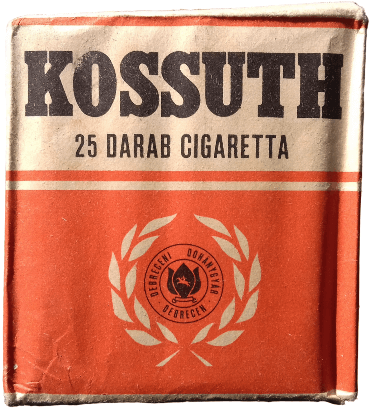 KOSSUTH
25 DARAB CIGARETTA
DEBRECENI DOHÁNYGYÁR
DEBRECEN